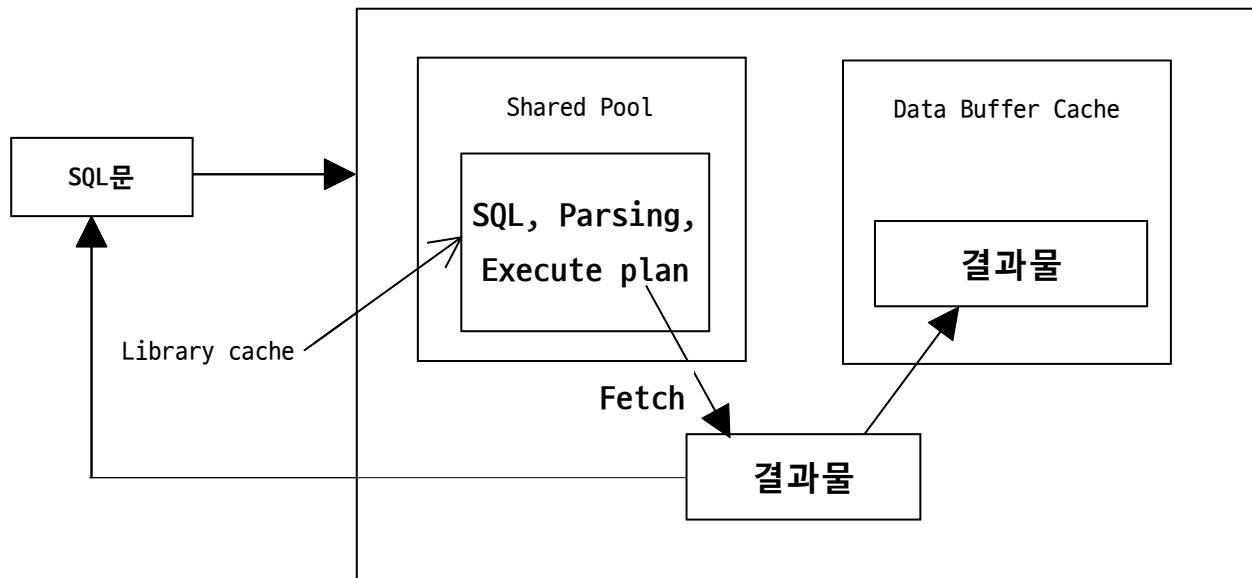 Shared Pool
Data Buffer Cache
SQL문
SQL, Parsing,
Execute plan
결과물
Library cache
Fetch
결과물